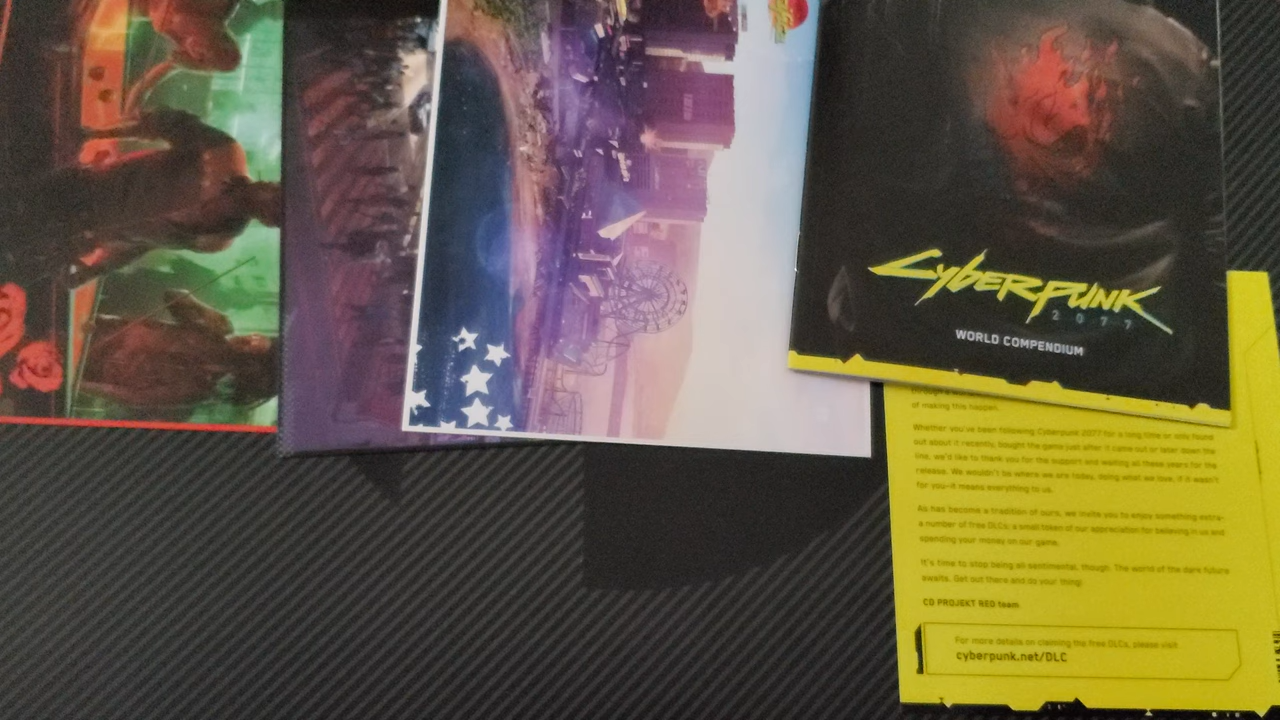 CYBERPUNK
2077
WORLD COMPENDIUM
of making this happen.
Whether you've been following Cyberpunk 2077 for a long time or only found
out about it recently, bought the game just after it came out or later down the
line, we'd like to thank you for the support and waiting all these years for the
release. We wouldn't be where we are today, doing what we love, if it wasn't
for you—it means everything to us.
As has become a tradition of ours, we invite you to enjoy something extra-
a number of free DLCs; a small token of our appreciation for believing in us and
spending your money on our game.
It's time to stop being all sentimental, though. The world of the dark future
awaits. Get out there and do your thing!
CD PROJEKT RED team
For more details on claiming the free DLCs, please visit
cyberpunk.net/DLC